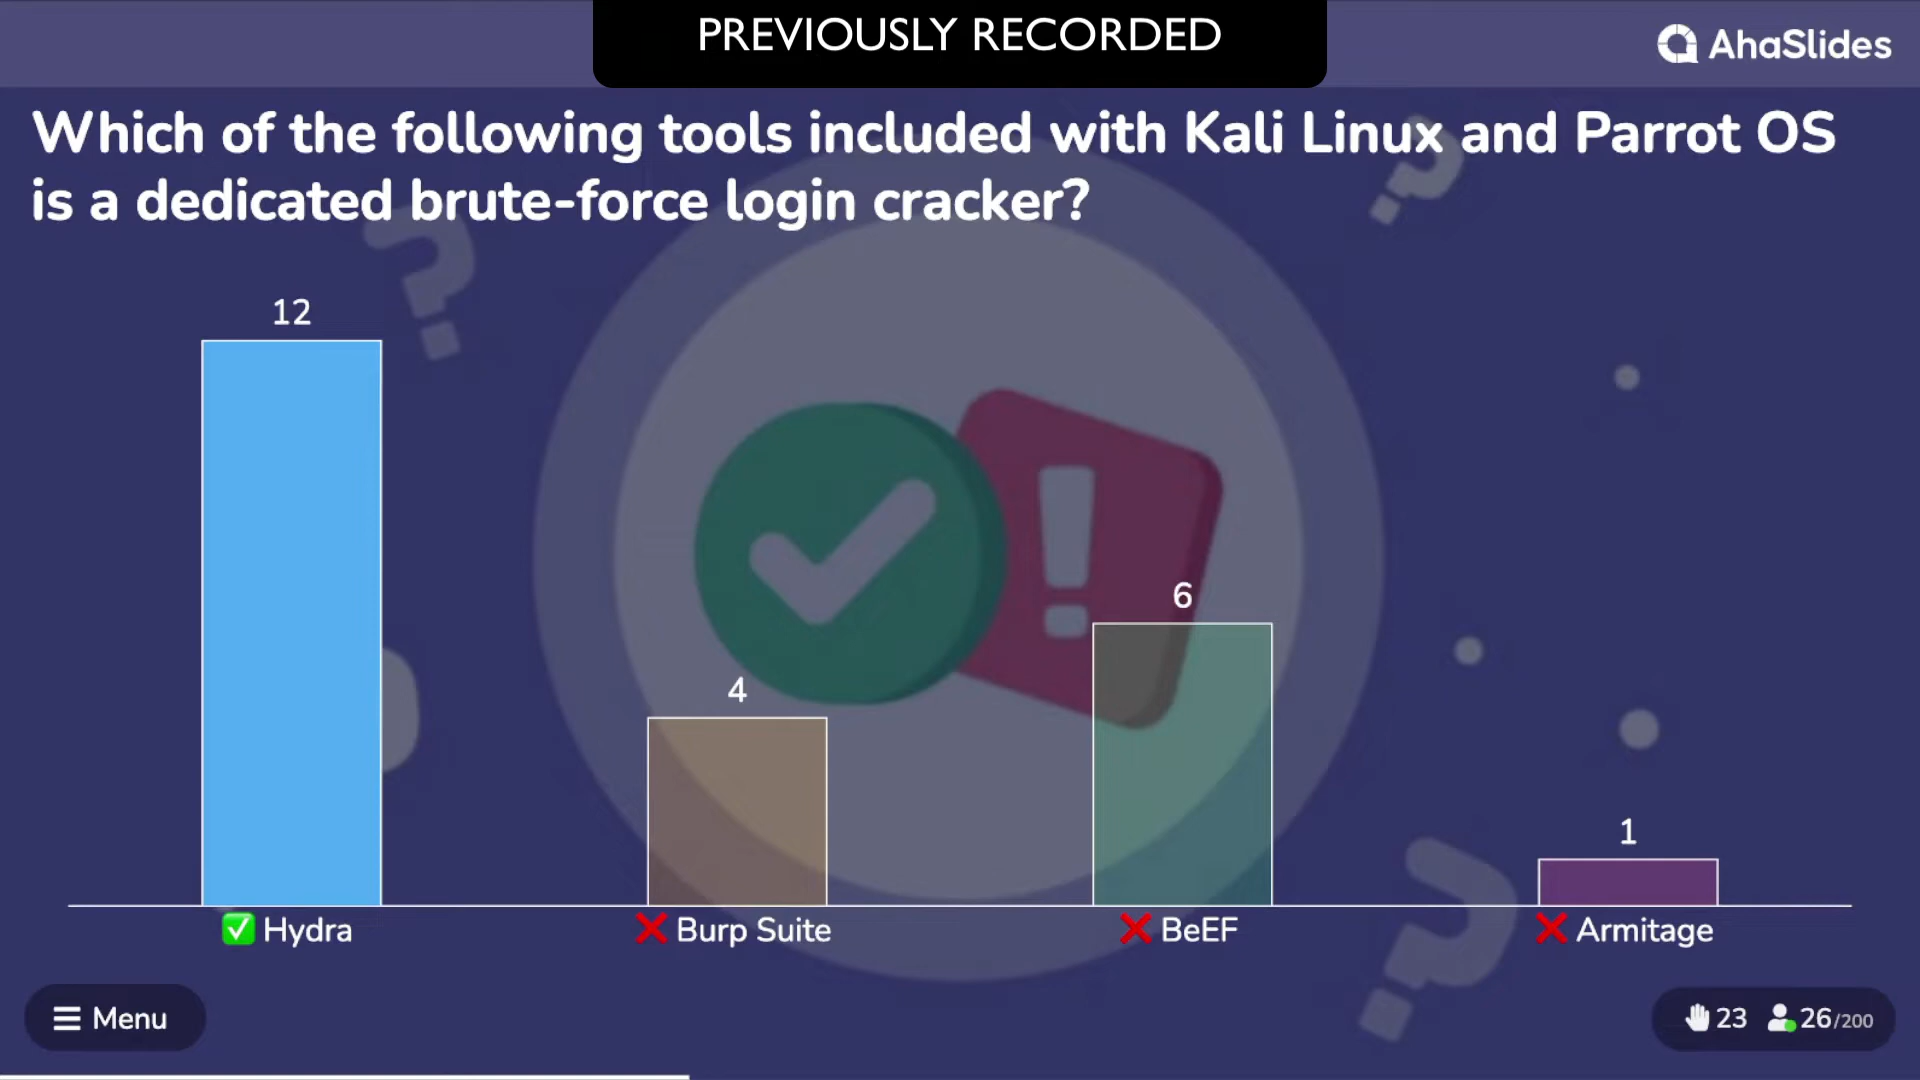 PREVIOUSLY RECORDED
AhaSlides
Which of the following tools included with Kali Linux and Parrot OS
is a dedicated brute-force login cracker?
12
4
6
1
✅ Hydra
❌ Burp Suite
❌ BeEF
❌ Armitage
Menu
23 26/200